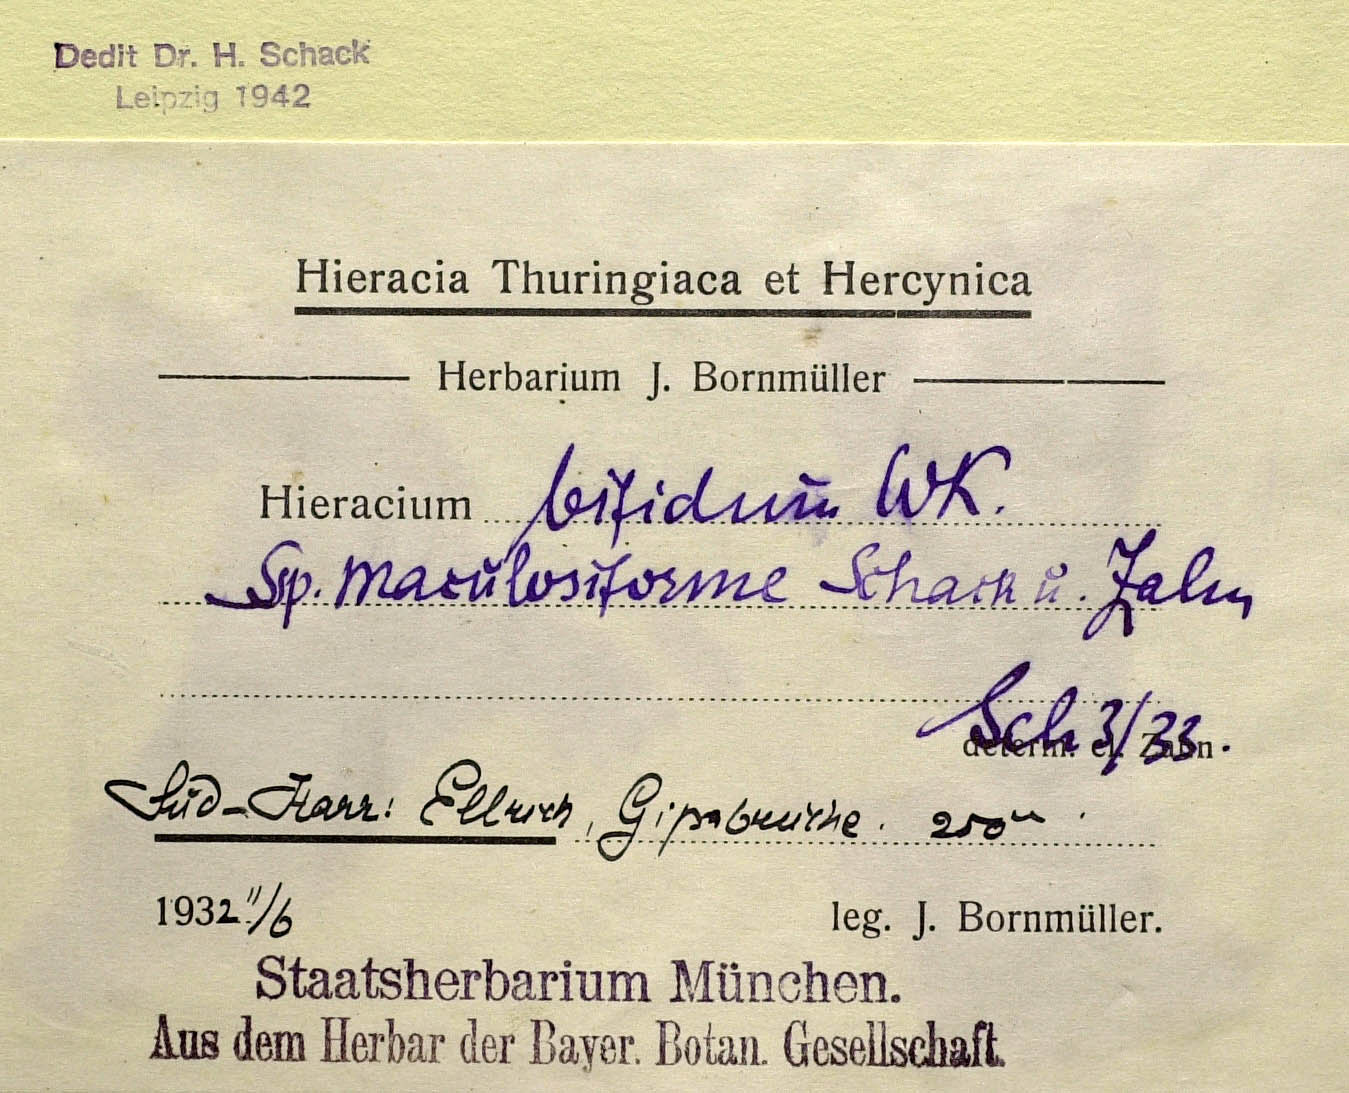 Dedit Dr. H. Schack
Leipzig 1942
Hieracia Thuringiaca et Hercynica
Herbarium J. Bornmüller
Hieracium bifidum WK.
Ssp. maculosiforme Schack u. Zahn
Sch 3/33.
determ. cl. Zahn
Süd-Harz: Ellrich, Gipsbrüche. 250m
1932 11/6 leg. J. Bornmüller.
Staatsherbarium München.
Aus dem Herbar der Bayer. Botan. Gesellschaft.